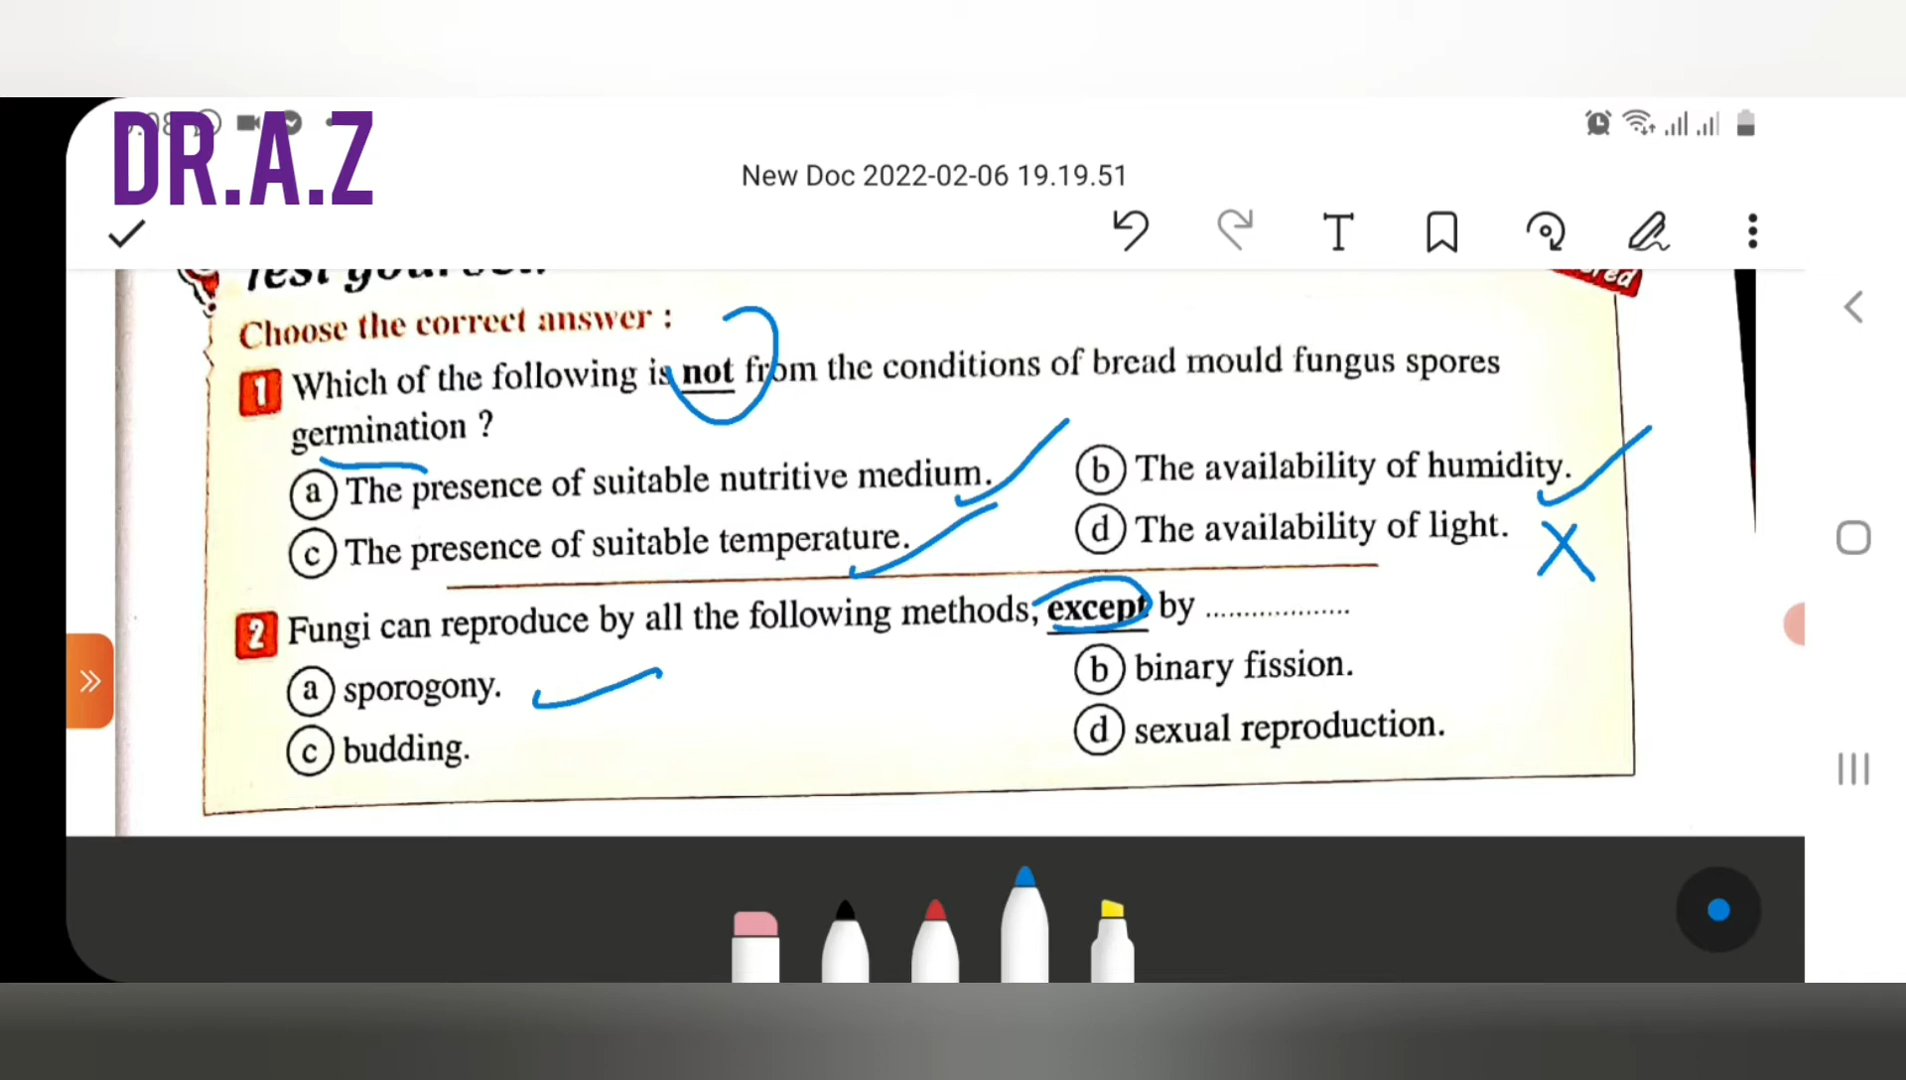 DR.A.Z
New Doc 2022-02-06 19.19.51
T
Test yourself
Choose the correct answer :
1 Which of the following is not from the conditions of bread mould fungus spores
germination ?
a The presence of suitable nutritive medium.
b The availability of humidity.
c The presence of suitable temperature.
d The availability of light.
2 Fungi can reproduce by all the following methods, except by ...................
a sporogony.
b binary fission.
c budding.
d sexual reproduction.